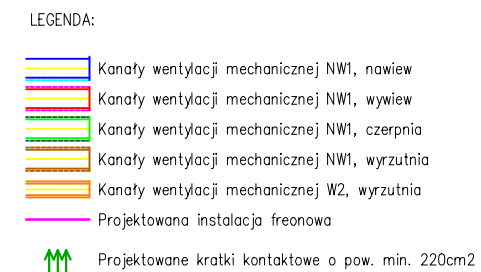 LEGENDA:
Kanały wentylacji mechanicznej NW1, nawiew
Kanały wentylacji mechanicznej NW1, wywiew
Kanały wentylacji mechanicznej NW1, czerpnia
Kanały wentylacji mechanicznej NW1, wyrzutnia
Kanały wentylacji mechanicznej W2, wyrzutnia
Projektowana instalacja freonowa
Projektowane kratki kontaktowe o pow. min. 220cm2